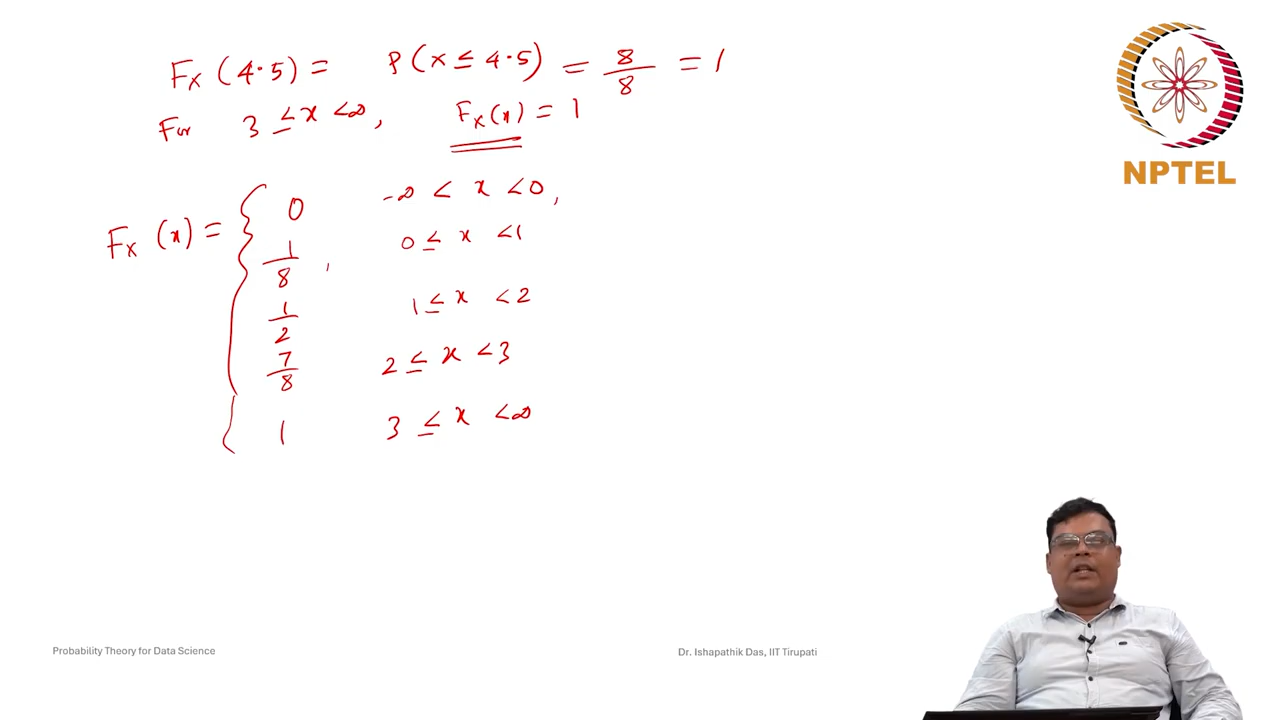 Fx (4.5) = P (x ≤ 4.5) = 8/8 = 1
For 3 ≤ x < ∞, Fx(x) = 1
NPTEL
Fx (x) = { 0 -∞ < x < 0,
1/8 , 0 ≤ x < 1
1/2 1 ≤ x < 2
7/8 2 ≤ x < 3
1 3 ≤ x < ∞
Probability Theory for Data Science
Dr. Ishapathik Das, IIT Tirupati